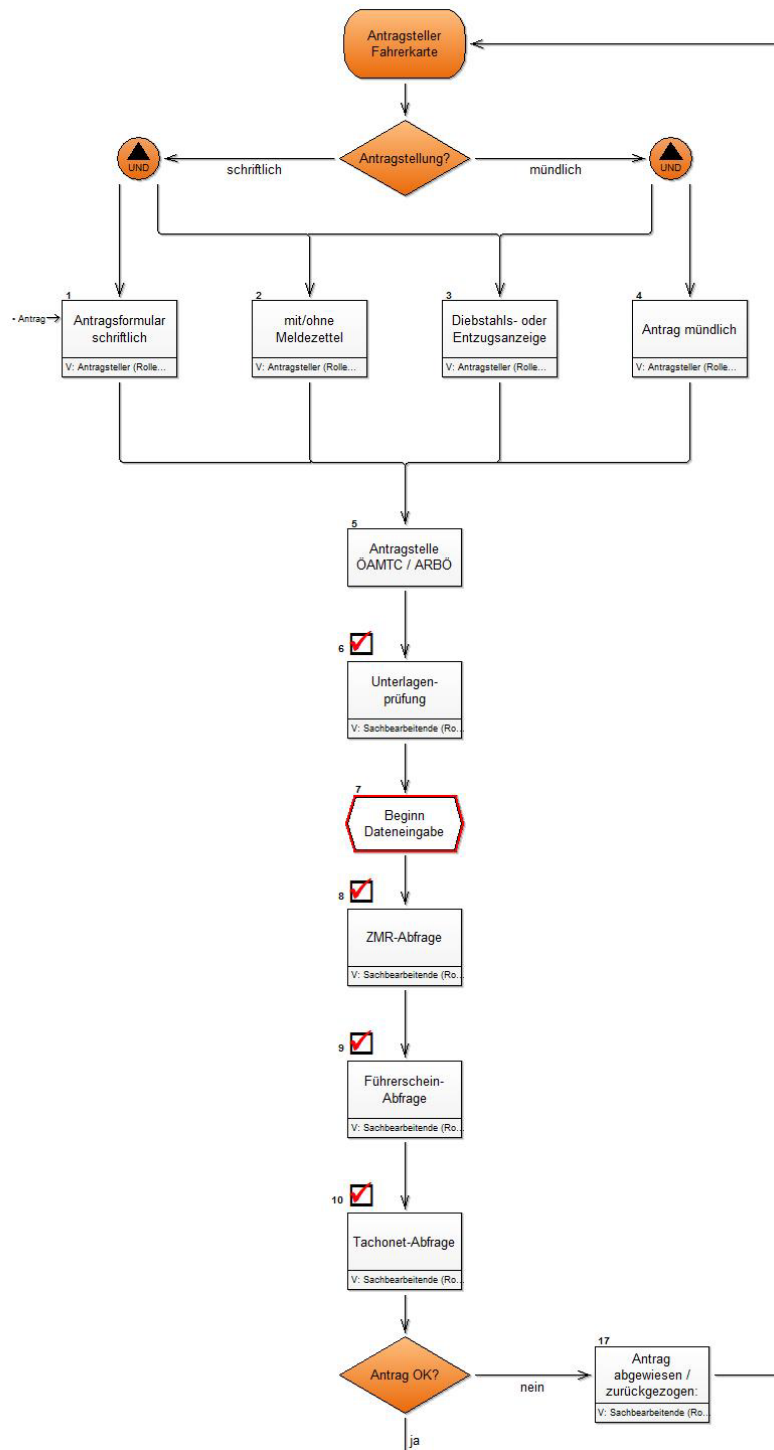 Antragsteller
Fahrerkarte
Antragstellung?
schriftlich
mündlich
UND
UND
1
- Antrag
Antragsformular
schriftlich
V: Antragsteller (Rolle...
2
mit/ohne
Meldezettel
V: Antragsteller (Rolle...
3
Diebstahls- oder
Entzugsanzeige
V: Antragsteller (Rolle...
4
Antrag mündlich
V: Antragsteller (Rolle...
5
Antragstelle
ÖAMTC / ARBÖ
6
Unterlagen-
prüfung
V: Sachbearbeitende (Ro...
7
Beginn
Dateneingabe
8
ZMR-Abfrage
V: Sachbearbeitende (Ro...
9
Führerschein-
Abfrage
V: Sachbearbeitende (Ro...
10
Tachonet-Abfrage
V: Sachbearbeitende (Ro...
Antrag OK?
nein
ja
17
Antrag
abgewiesen /
zurückgezogen:
V: Sachbearbeitende (Ro...